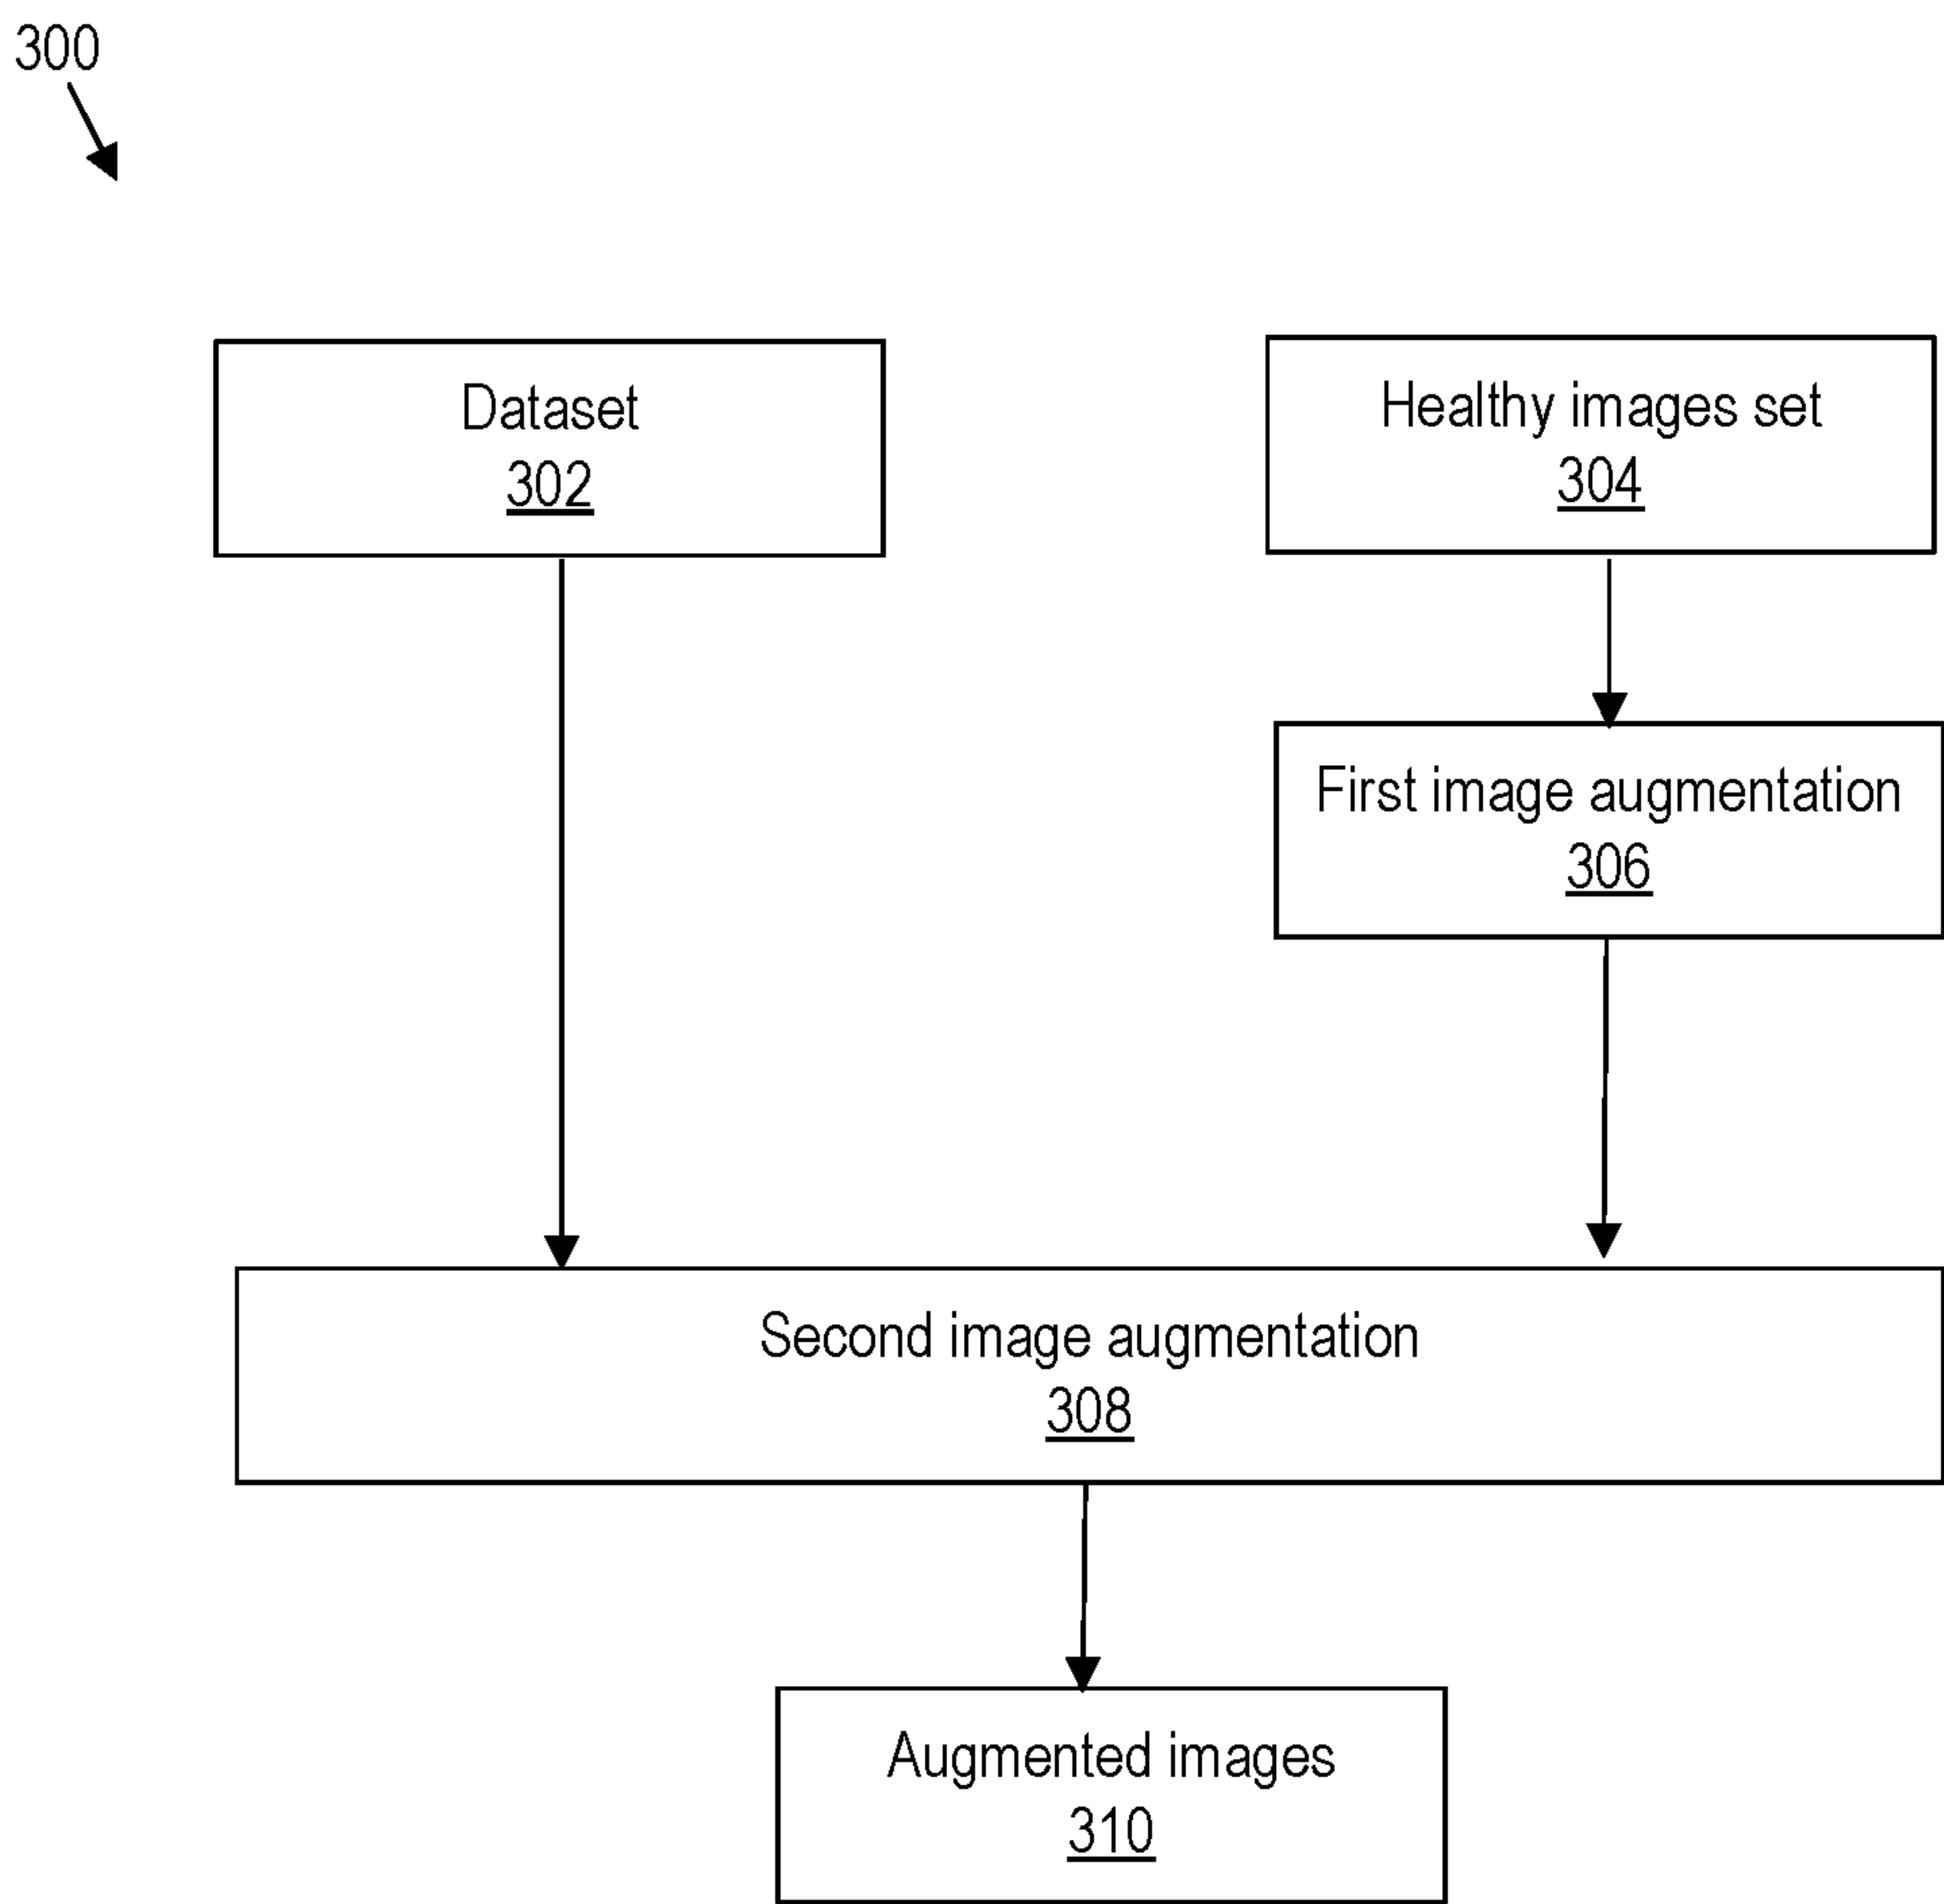 300
Dataset
302
Healthy images set
304
First image augmentation
306
Second image augmentation
308
Augmented images
310